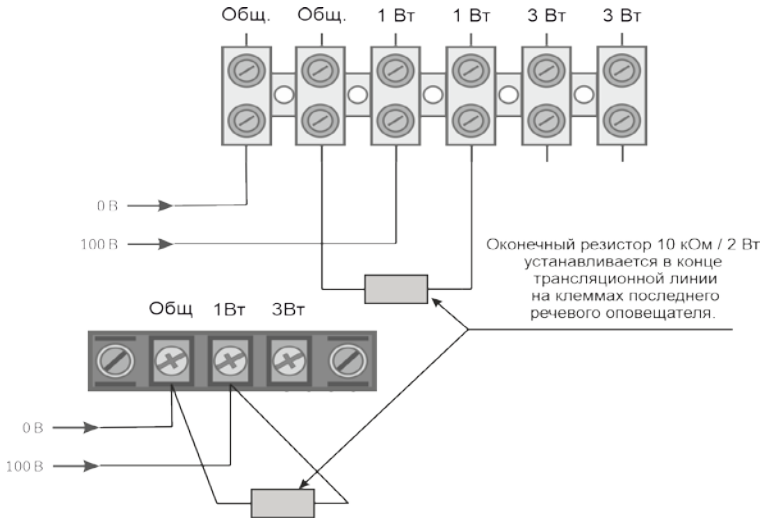 Общ. Общ. 1 Вт 1 Вт 3 Вт 3 Вт
0 В
100 В
Оконечный резистор 10 кОм / 2 Вт
устанавливается в конце
трансляционной линии
на клеммах последнего
речевого оповещателя.
Общ 1Вт 3Вт
0 В
100 В